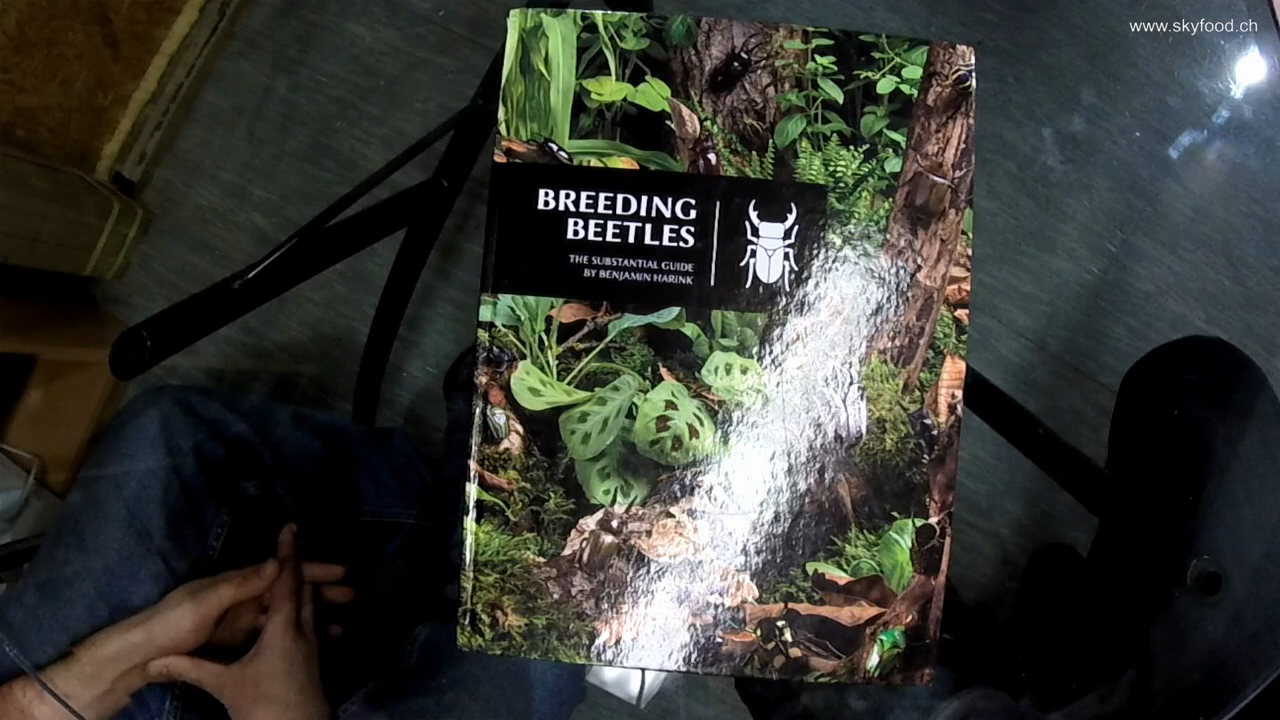 www.skyfood.ch
BREEDING
BEETLES
THE SUBSTANTIAL GUIDE
BY BENJAMIN HARINK